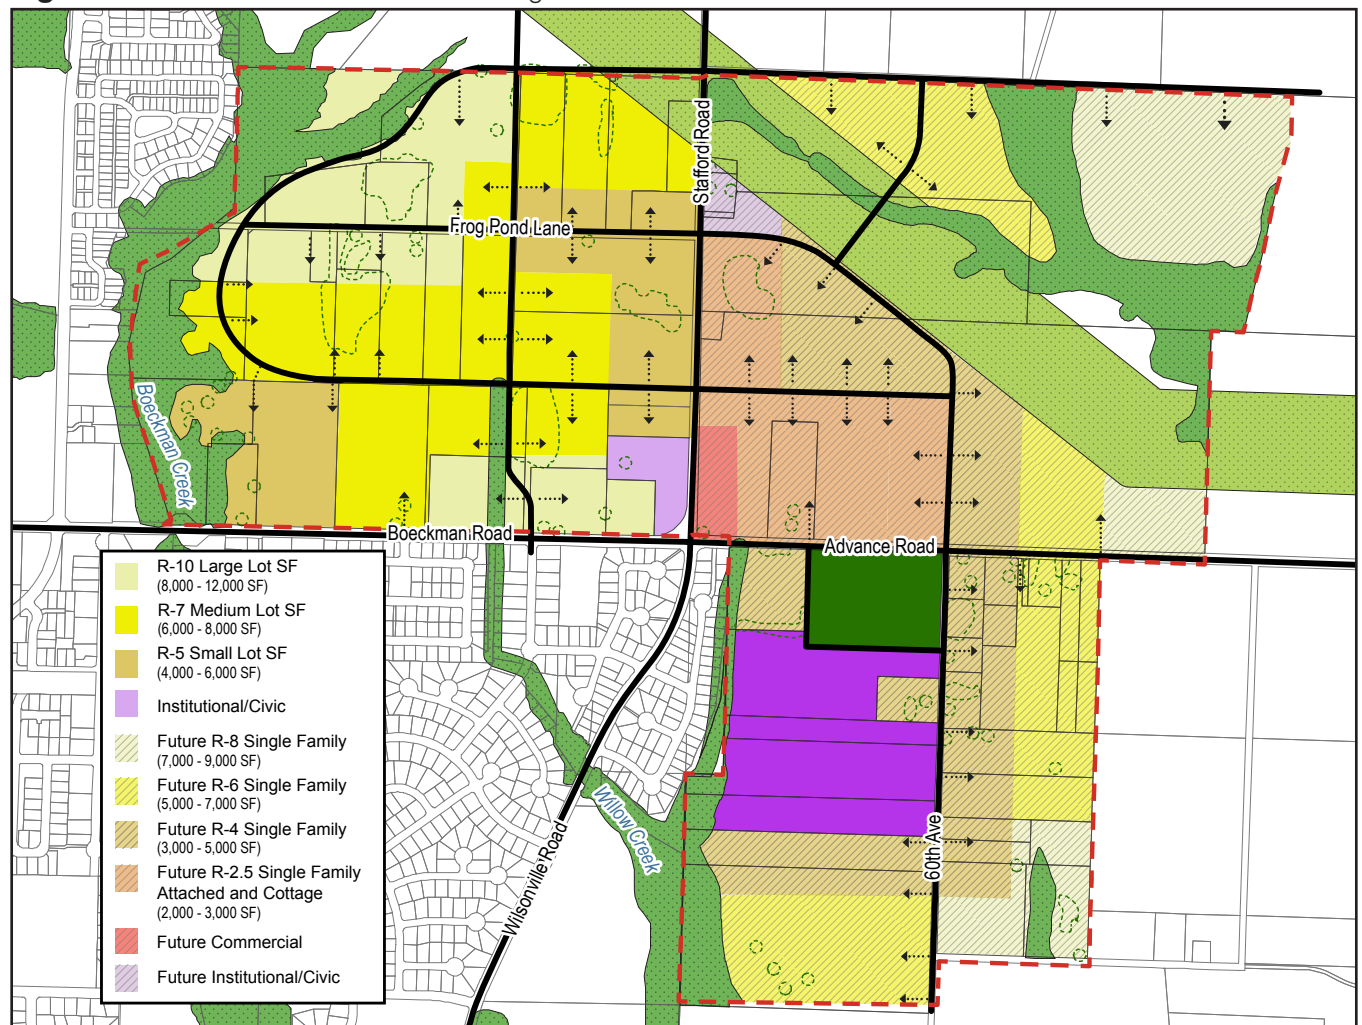 Stafford Road
Frog Pond Lane
Boeckman Creek
Boeckman Road
Advance Road
R-10 Large Lot SF
(8,000 - 12,000 SF)
R-7 Medium Lot SF
(6,000 - 8,000 SF)
R-5 Small Lot SF
(4,000 - 6,000 SF)
Institutional/Civic
Future R-8 Single Family
(7,000 - 9,000 SF)
Future R-6 Single Family
(5,000 - 7,000 SF)
Future R-4 Single Family
(3,000 - 5,000 SF)
Future R-2.5 Single Family
Attached and Cottage
(2,000 - 3,000 SF)
Future Commercial
Future Institutional/Civic
Willow Creek
Wilsonville Road
60th Ave